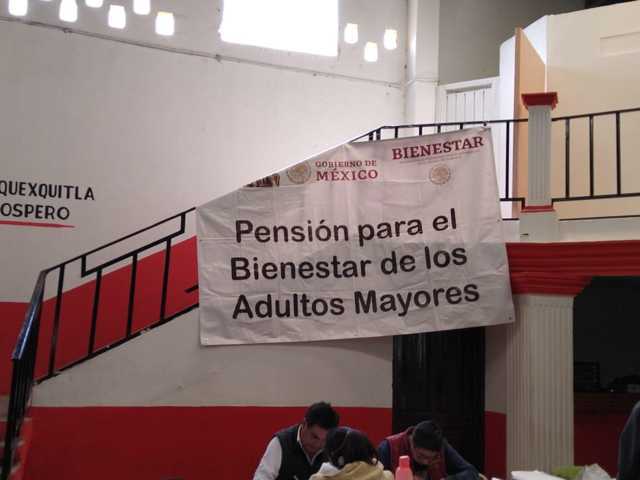 QUEXQUITLA
OSPERO
GOBIERNO DE
MÉXICO
BIENESTAR
Pensión para el
Bienestar de los
Adultos Mayores